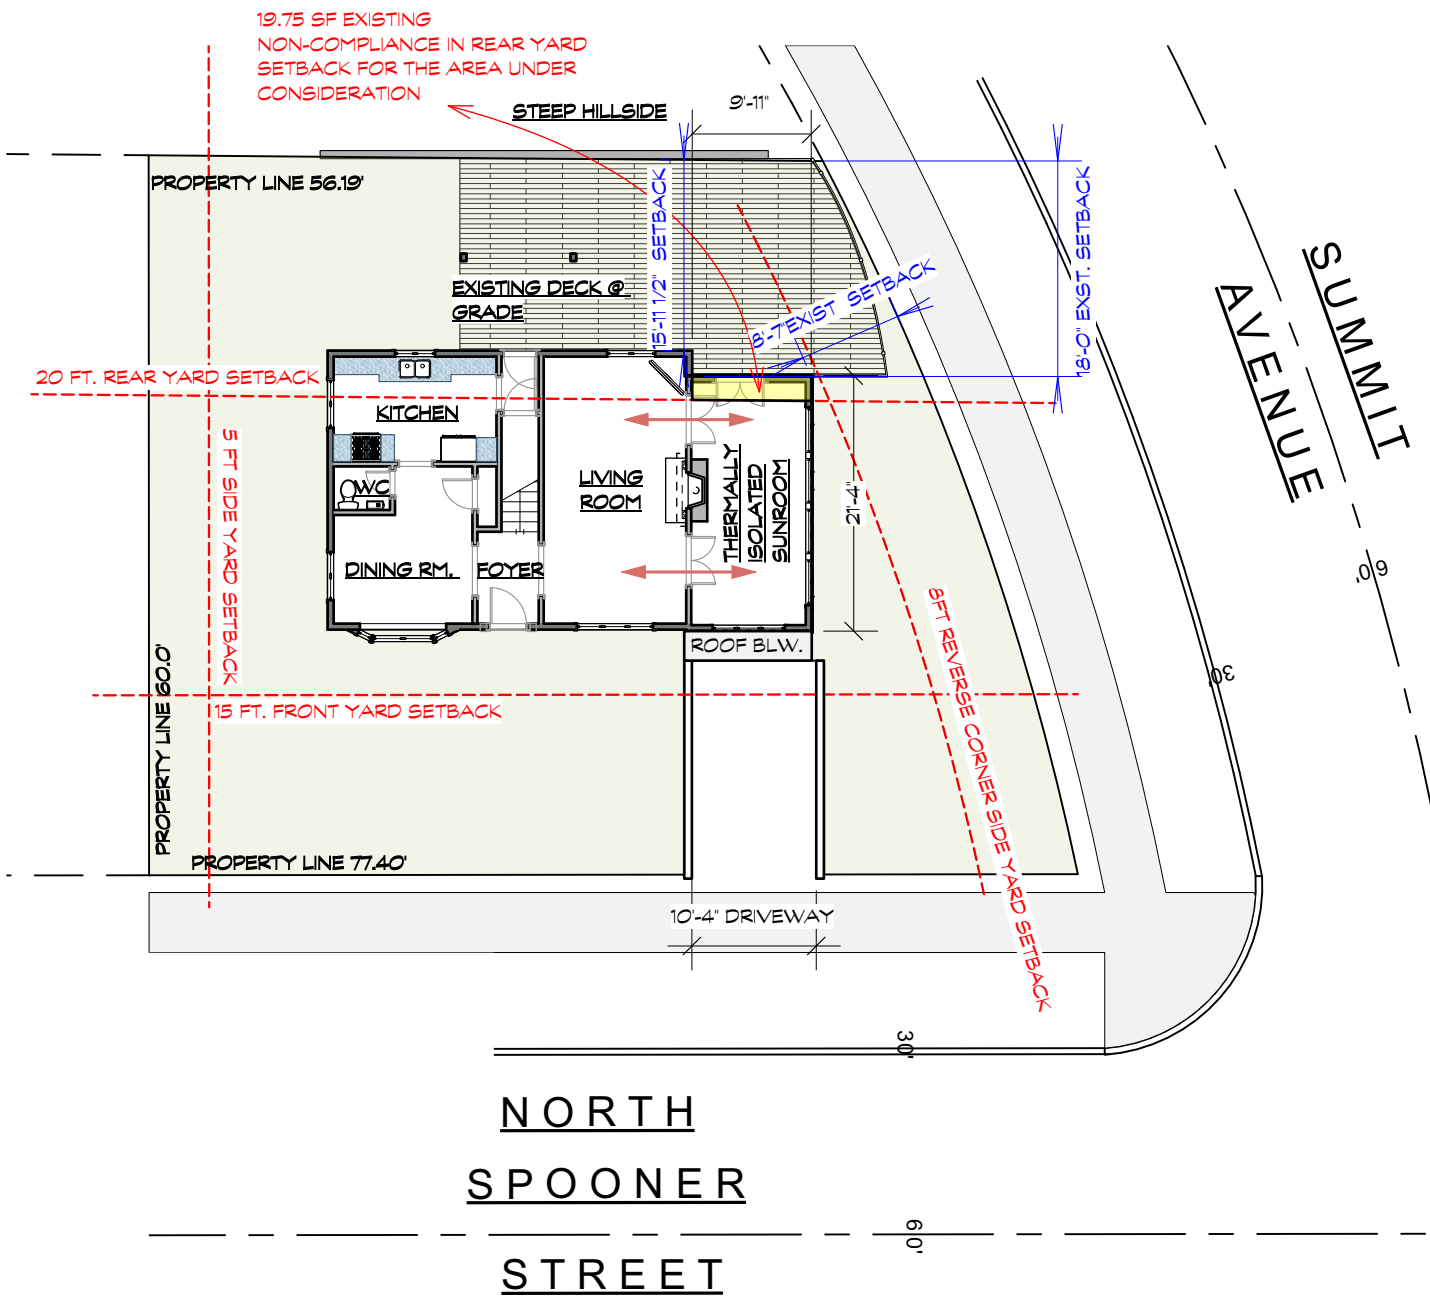 19.75 SF EXISTING
NON-COMPLIANCE IN REAR YARD
SETBACK FOR THE AREA UNDER
CONSIDERATION
STEEP HILLSIDE
9'-11"
PROPERTY LINE 56.19'
15'-11 1/2" SETBACK
18'-0" EXST. SETBACK
8'-7"EXIST SETBACK
EXISTING DECK @
GRADE
SUMMIT
AVENUE
20 FT. REAR YARD SETBACK
KITCHEN
5 FT SIDE YARD SETBACK
WC
LIVING
ROOM
THERMALLY
ISOLATED
SUNROOM
21'-4"
DINING RM.
FOYER
60'
8FT REVERSE CORNER SIDE YARD SETBACK
ROOF BLW.
30'
PROPERTY LINE 60.0'
15 FT. FRONT YARD SETBACK
PROPERTY LINE 77.40'
10'-4" DRIVEWAY
30'
NORTH
SPOONER
60'
STREET